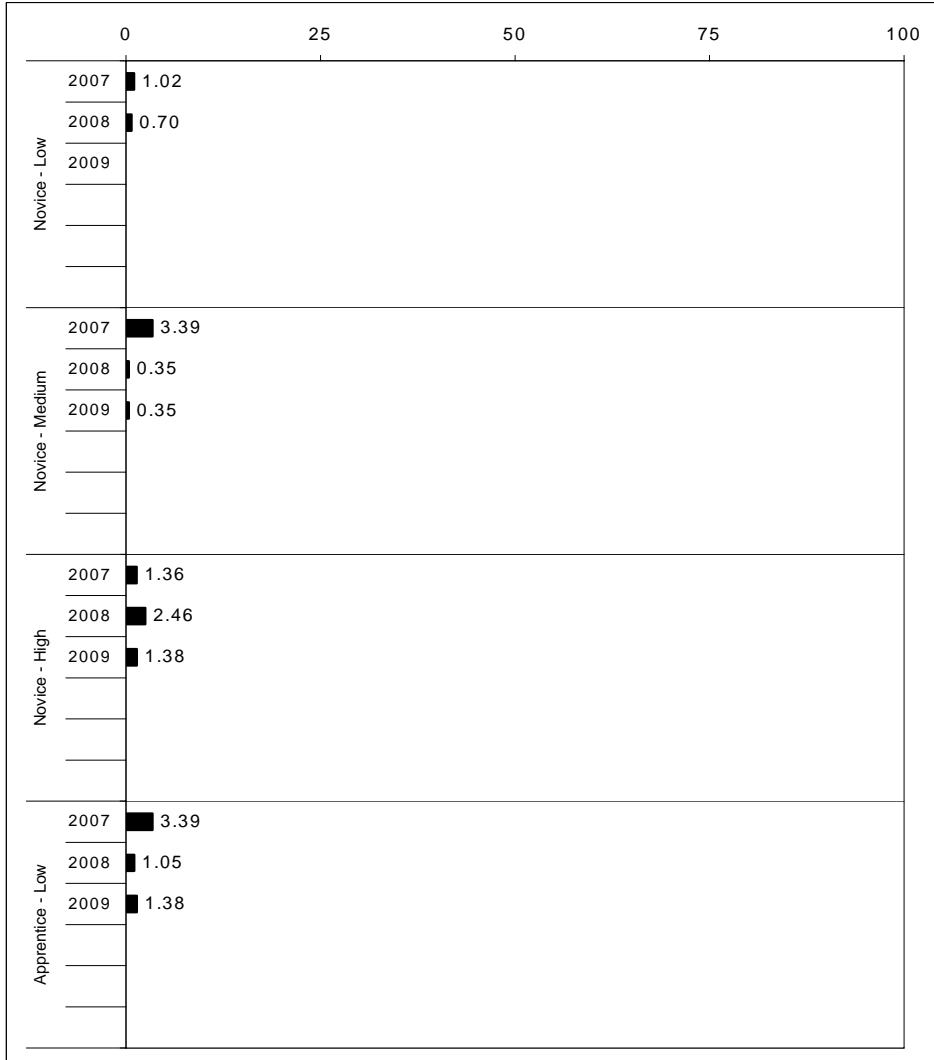 0 25 50 75 100
Novice - Low
2007 1.02
2008 0.70
2009
Novice - Medium
2007 3.39
2008 0.35
2009 0.35
Novice - High
2007 1.36
2008 2.46
2009 1.38
Apprentice - Low
2007 3.39
2008 1.05
2009 1.38